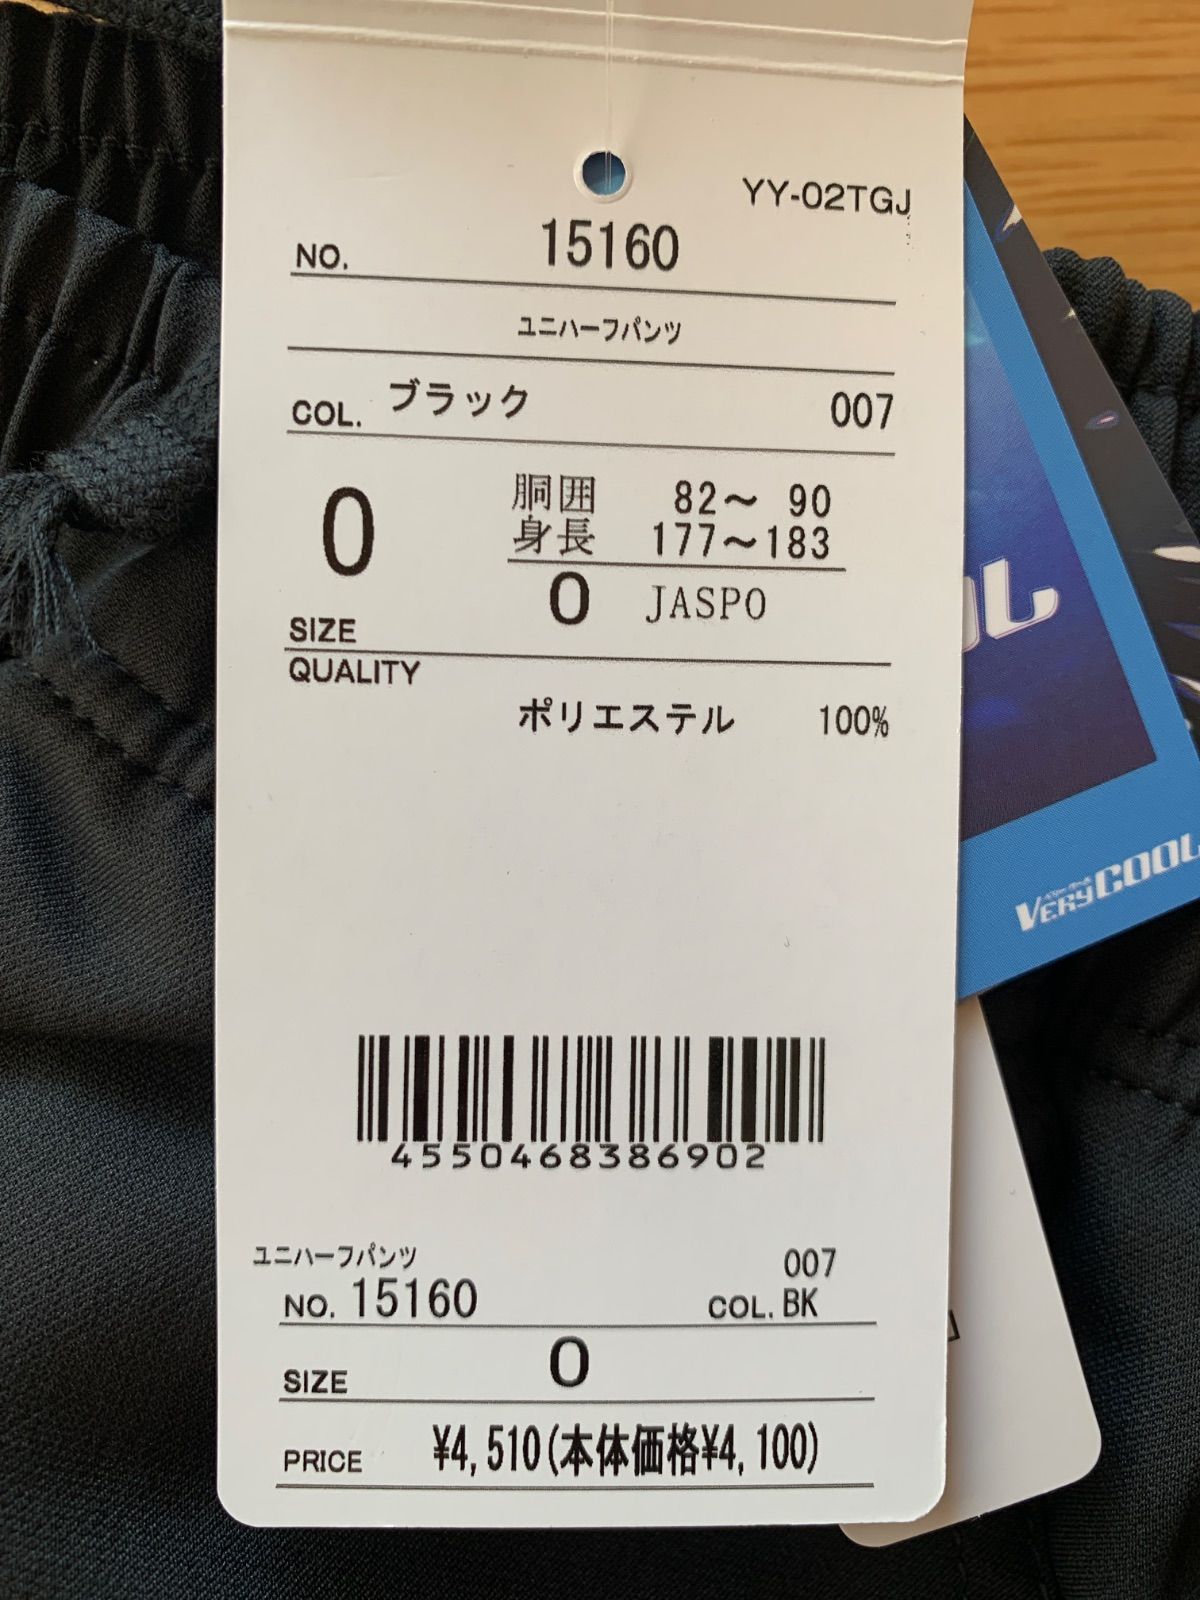 YY-02TGJ
NO. 15160
ユニハーフパンツ
COL. ブラック 007
胴囲 82～ 90
0 身長 177～183
SIZE O JASPO
QUALITY
ポリエステル 100%
4550468386902
ユニハーフパンツ 007
NO. 15160 COL. BK
SIZE O
PRICE ¥4,510(本体価格¥4,100)
OOL
VERY COOL